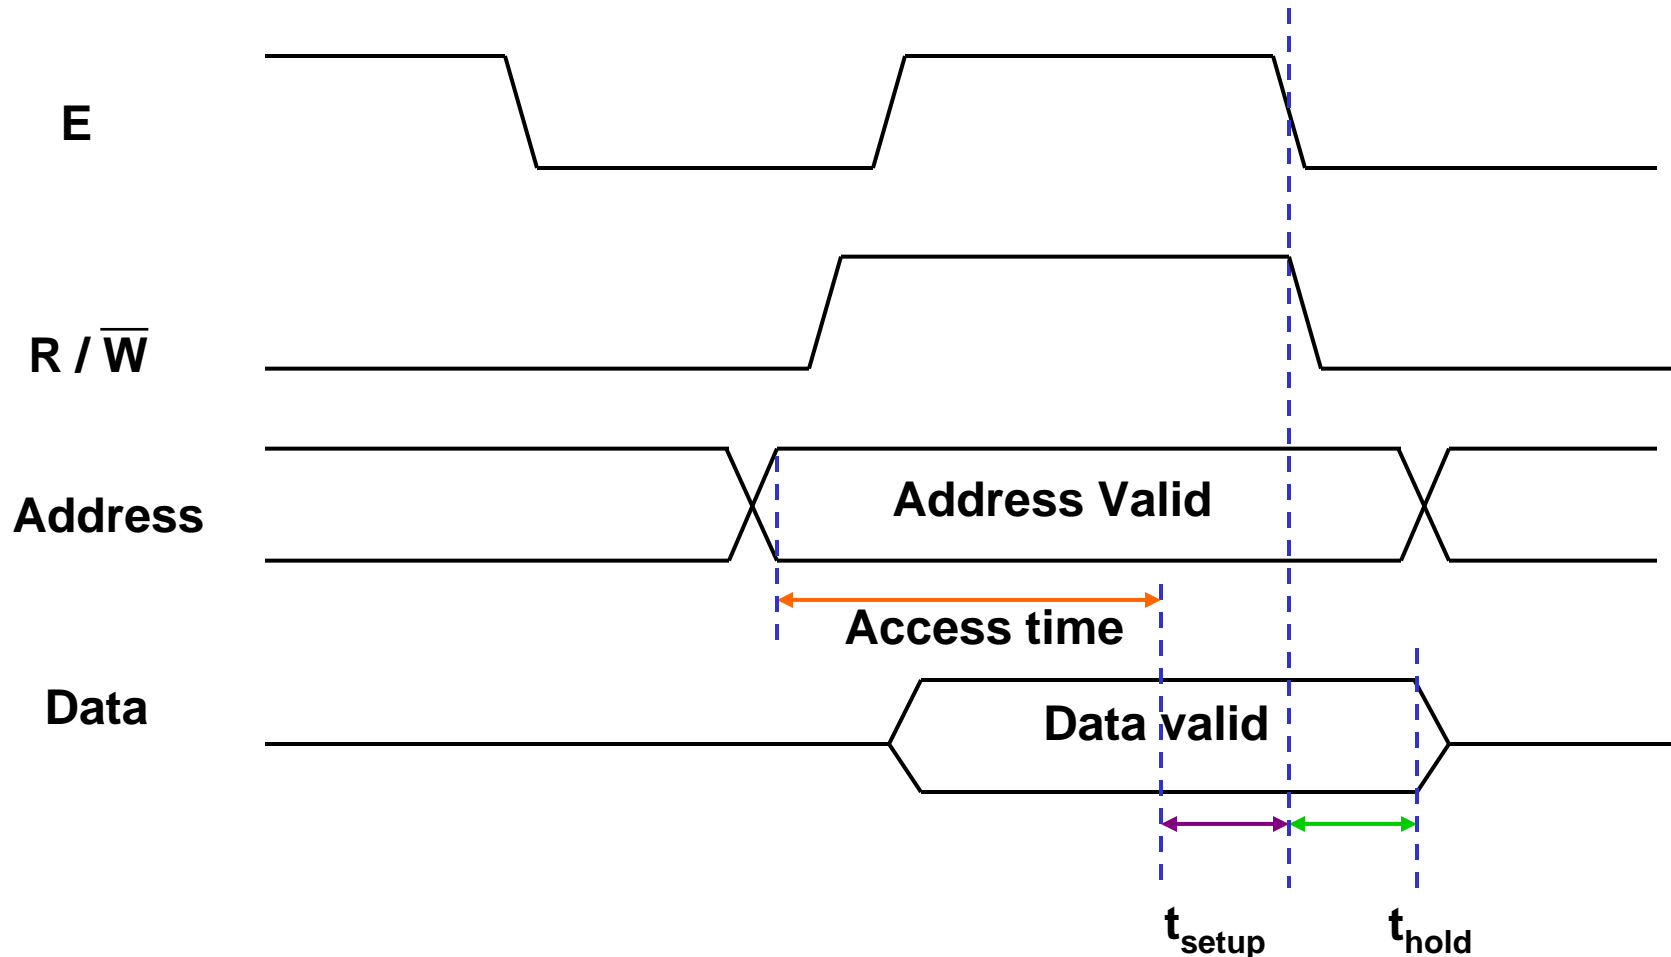 E
R / W̅
Address
Address Valid
Access time
Data
Data valid
tsetup
thold